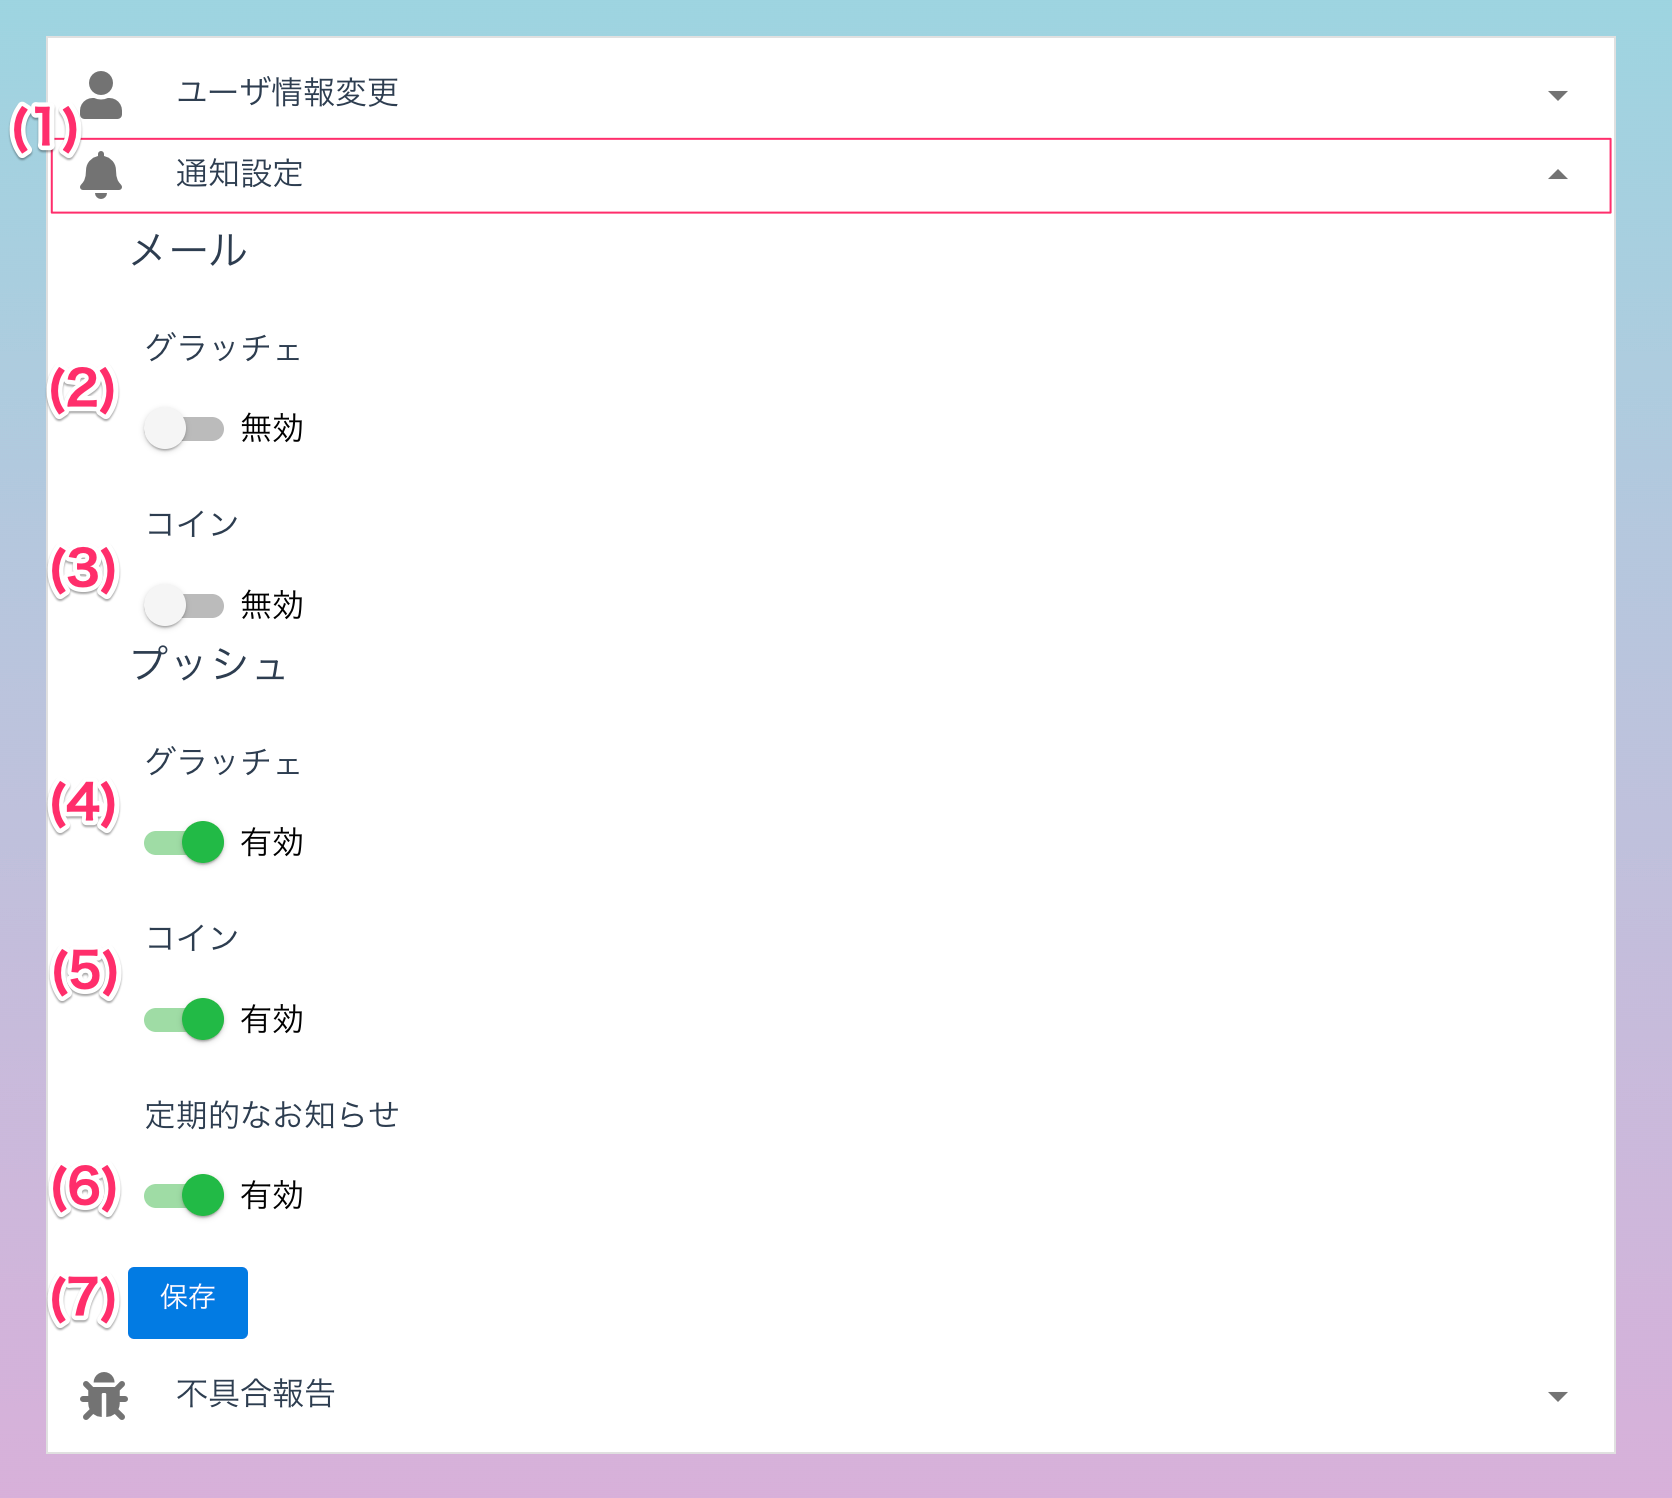 ユーザ情報変更
(1)
通知設定
メール
グラッチェ
(2)
無効
コイン
(3)
無効
プッシュ
グラッチェ
(4)
有効
コイン
(5)
有効
定期的なお知らせ
(6)
有効
(7)
保存
不具合報告